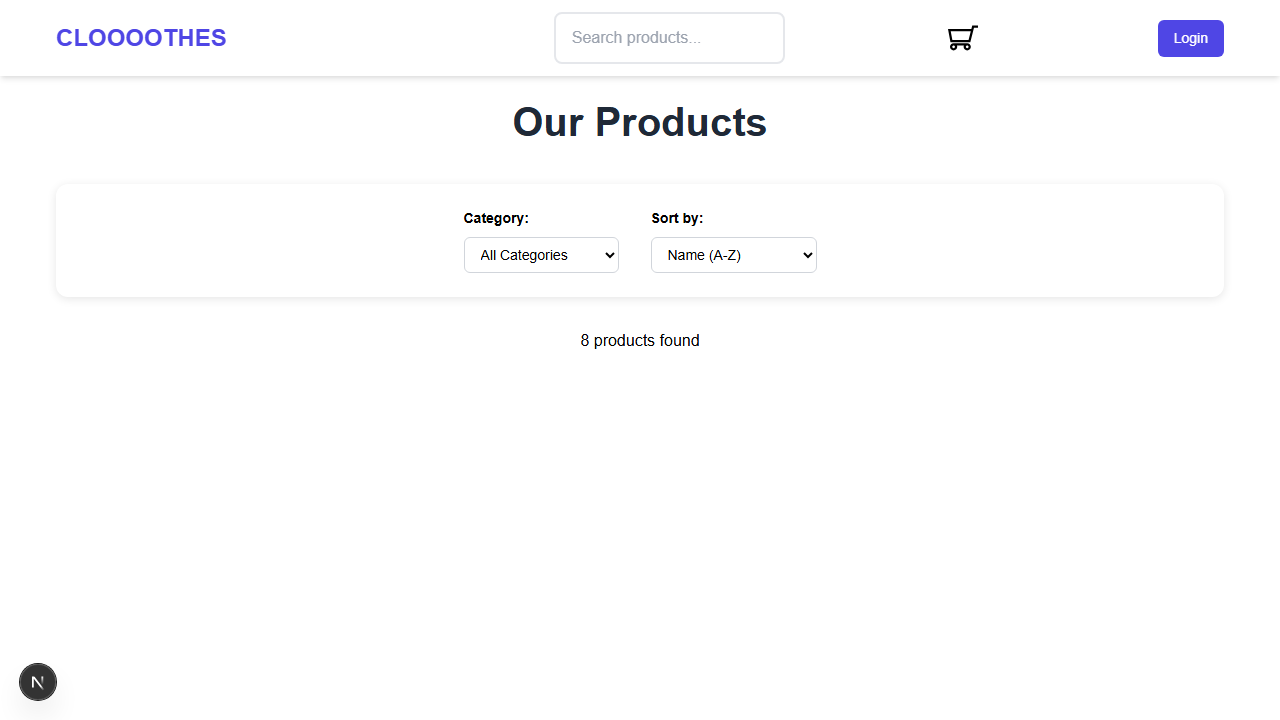 CLOOOOTHES
Search products...
Login
Our Products
Category:
Sort by:
All Categories
Name (A-Z)
8 products found
N